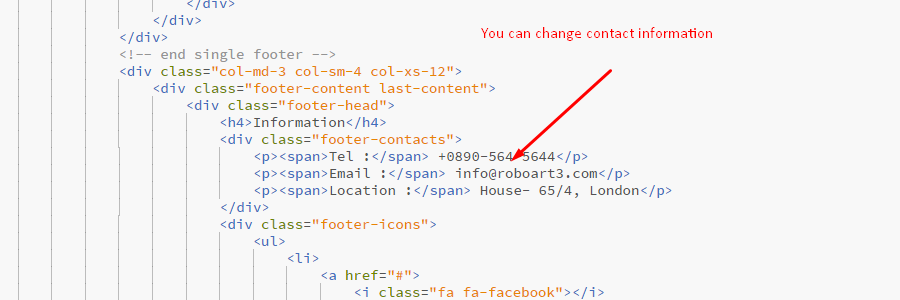 </div>
</div>
</div>
You can change contact information
<!-- end single footer -->
<div class="col-md-3 col-sm-4 col-xs-12">
<div class="footer-content last-content">
<div class="footer-head">
<h4>Information</h4>
<div class="footer-contacts">
<p><span>Tel :</span> +0890-564-5644</p>
<p><span>Email :</span> info@roboart3.com</p>
<p><span>Location :</span> House- 65/4, London</p>
</div>
<div class="footer-icons">
<ul>
<li>
<a href="#">
<i class="fa fa-facebook"></i>